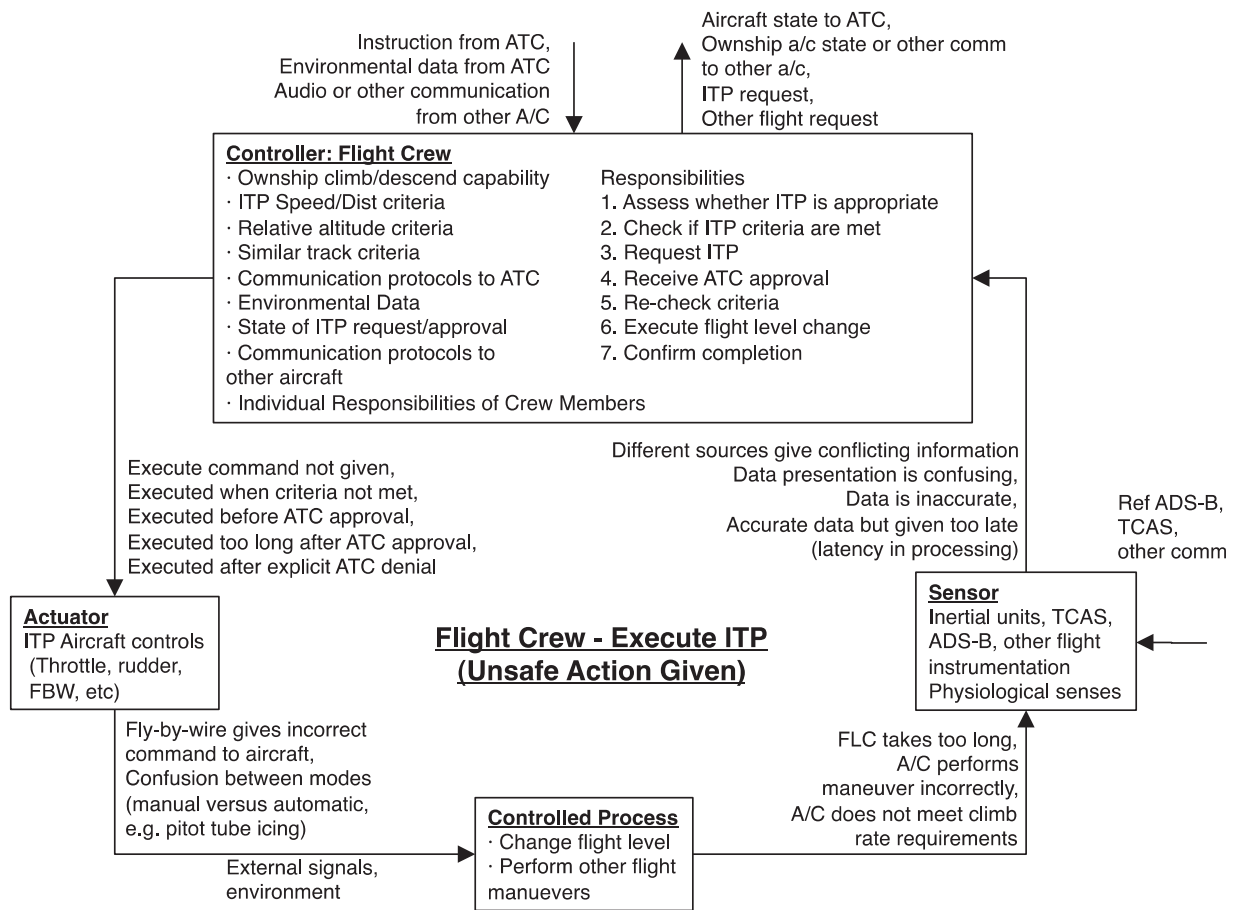 Instruction from ATC,
Environmental data from ATC
Audio or other communication
from other A/C
Aircraft state to ATC,
Ownship a/c state or other comm
to other a/c,
ITP request,
Other flight request
Controller: Flight Crew
· Ownship climb/descend capability
· ITP Speed/Dist criteria
· Relative altitude criteria
· Similar track criteria
· Communication protocols to ATC
· Environmental Data
· State of ITP request/approval
· Communication protocols to
other aircraft
· Individual Responsibilities of Crew Members
Responsibilities
1. Assess whether ITP is appropriate
2. Check if ITP criteria are met
3. Request ITP
4. Receive ATC approval
5. Re-check criteria
6. Execute flight level change
7. Confirm completion
Execute command not given,
Executed when criteria not met,
Executed before ATC approval,
Executed too long after ATC approval,
Executed after explicit ATC denial
Different sources give conflicting information
Data presentation is confusing,
Data is inaccurate,
Accurate data but given too late
(latency in processing)
Ref ADS-B,
TCAS,
other comm
Actuator
ITP Aircraft controls
(Throttle, rudder,
FBW, etc)
Flight Crew - Execute ITP
(Unsafe Action Given)
Sensor
Inertial units, TCAS,
ADS-B, other flight
instrumentation
Physiological senses
Fly-by-wire gives incorrect
command to aircraft,
Confusion between modes
(manual versus automatic,
e.g. pitot tube icing)
External signals,
environment
Controlled Process
· Change flight level
· Perform other flight
manuevers
FLC takes too long,
A/C performs
maneuver incorrectly,
A/C does not meet climb
rate requirements